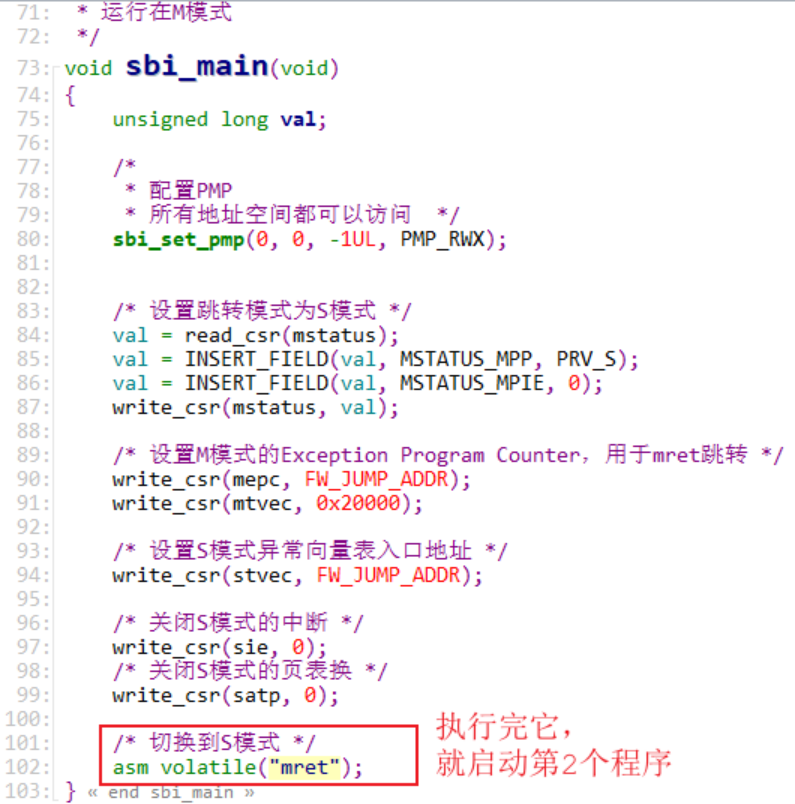 71:  * 运行在M模式
72:  */
73: void sbi_main(void)
74: {
75:     unsigned long val;
76:
77:     /*
78:      * 配置PMP
79:      * 所有地址空间都可以访问  */
80:     sbi_set_pmp(0, 0, -1UL, PMP_RWX);
81:
82:
83:     /* 设置跳转模式为S模式 */
84:     val = read_csr(mstatus);
85:     val = INSERT_FIELD(val, MSTATUS_MPP, PRV_S);
86:     val = INSERT_FIELD(val, MSTATUS_MPIE, 0);
87:     write_csr(mstatus, val);
88:
89:     /* 设置M模式的Exception Program Counter，用于mret跳转 */
90:     write_csr(mepc, FW_JUMP_ADDR);
91:     write_csr(mtvec, 0x20000);
92:
93:     /* 设置S模式异常向量表入口地址 */
94:     write_csr(stvec, FW_JUMP_ADDR);
95:
96:     /* 关闭S模式的中断 */
97:     write_csr(sie, 0);
98:     /* 关闭S模式的页表换 */
99:     write_csr(satp, 0);
100:
101:     /* 切换到S模式 */
102:     asm volatile("mret");
103: } « end sbi_main »
执行完它，
就启动第2个程序